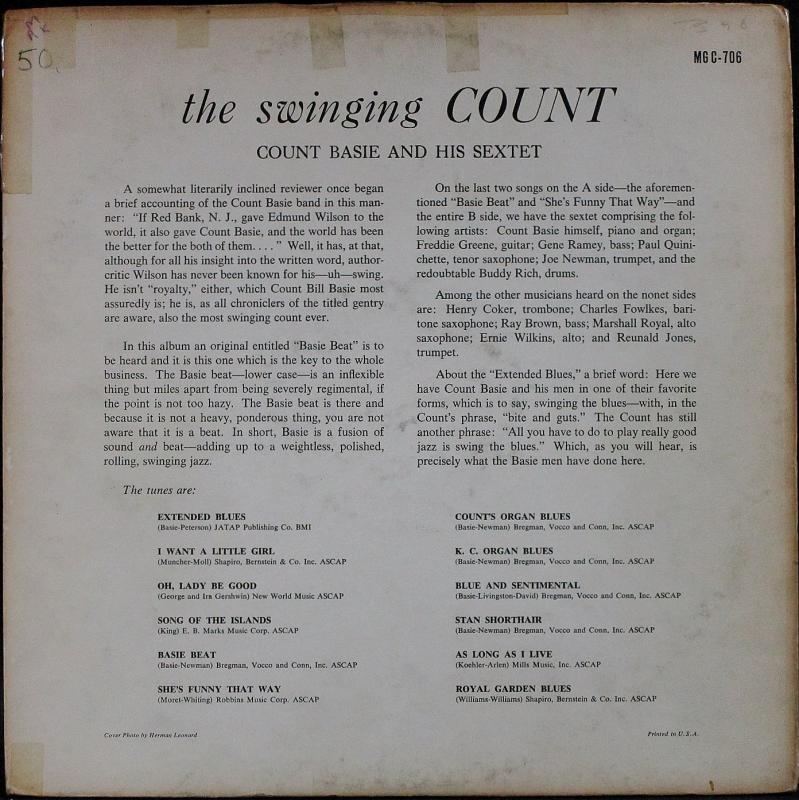 50.
MG C-706
the swinging COUNT
COUNT BASIE AND HIS SEXTET
A somewhat literarily inclined reviewer once began
a brief accounting of the Count Basie band in this man-
ner: "If Red Bank, N. J., gave Edmund Wilson to the
world, it also gave Count Basie, and the world has been
the better for the both of them. . . ." Well, it has, at that,
although for all his insight into the written word, author-
critic Wilson has never been known for his—uh—swing.
He isn't "royalty," either, which Count Bill Basie most
assuredly is; he is, as all chroniclers of the titled gentry
are aware, also the most swinging count ever.
In this album an original entitled "Basie Beat" is to
be heard and it is this one which is the key to the whole
business. The Basie beat—lower case—is an inflexible
thing but miles apart from being severely regimental, if
the point is not too hazy. The Basie beat is there and
because it is not a heavy, ponderous thing, you are not
aware that it is a beat. In short, Basie is a fusion of
sound and beat—adding up to a weightless, polished,
rolling, swinging jazz.
On the last two songs on the A side—the aforemen-
tioned "Basie Beat" and "She's Funny That Way"—and
the entire B side, we have the sextet comprising the fol-
lowing artists: Count Basie himself, piano and organ;
Freddie Greene, guitar; Gene Ramey, bass; Paul Quini-
chette, tenor saxophone; Joe Newman, trumpet, and the
redoubtable Buddy Rich, drums.
Among the other musicians heard on the nonet sides
are: Henry Coker, trombone; Charles Fowlkes, bari-
tone saxophone; Ray Brown, bass; Marshall Royal, alto
saxophone; Ernie Wilkins, alto; and Reunald Jones,
trumpet.
About the "Extended Blues," a brief word: Here we
have Count Basie and his men in one of their favorite
forms, which is to say, swinging the blues—with, in the
Count's phrase, "bite and guts." The Count has still
another phrase: "All you have to do to play really good
jazz is swing the blues." Which, as you will hear, is
precisely what the Basie men have done here.
The tunes are:
EXTENDED BLUES
(Basie-Peterson) JATAP Publishing Co. BMI
I WANT A LITTLE GIRL
(Muncher-Moll) Shapiro, Bernstein & Co. Inc. ASCAP
OH, LADY BE GOOD
(George and Ira Gershwin) New World Music ASCAP
SONG OF THE ISLANDS
(King) E. B. Marks Music Corp. ASCAP
BASIE BEAT
(Basie-Newman) Bregman, Vocco and Conn, Inc. ASCAP
SHE'S FUNNY THAT WAY
(Moret-Whiting) Robbins Music Corp. ASCAP
COUNT'S ORGAN BLUES
(Basie-Newman) Bregman, Vocco and Conn, Inc. ASCAP
K. C. ORGAN BLUES
(Basie-Newman) Bregman, Vocco and Conn, Inc. ASCAP
BLUE AND SENTIMENTAL
(Basie-Livingston-David) Bregman, Vocco and Conn, Inc. ASCAP
STAN SHORTHAIR
(Basie-Newman) Bregman, Vocco and Conn, Inc. ASCAP
AS LONG AS I LIVE
(Koehler-Arlen) Mills Music, Inc. ASCAP
ROYAL GARDEN BLUES
(Williams-Williams) Shapiro, Bernstein & Co. Inc. ASCAP
Cover Photo by Herman Leonard
Printed in U.S.A.